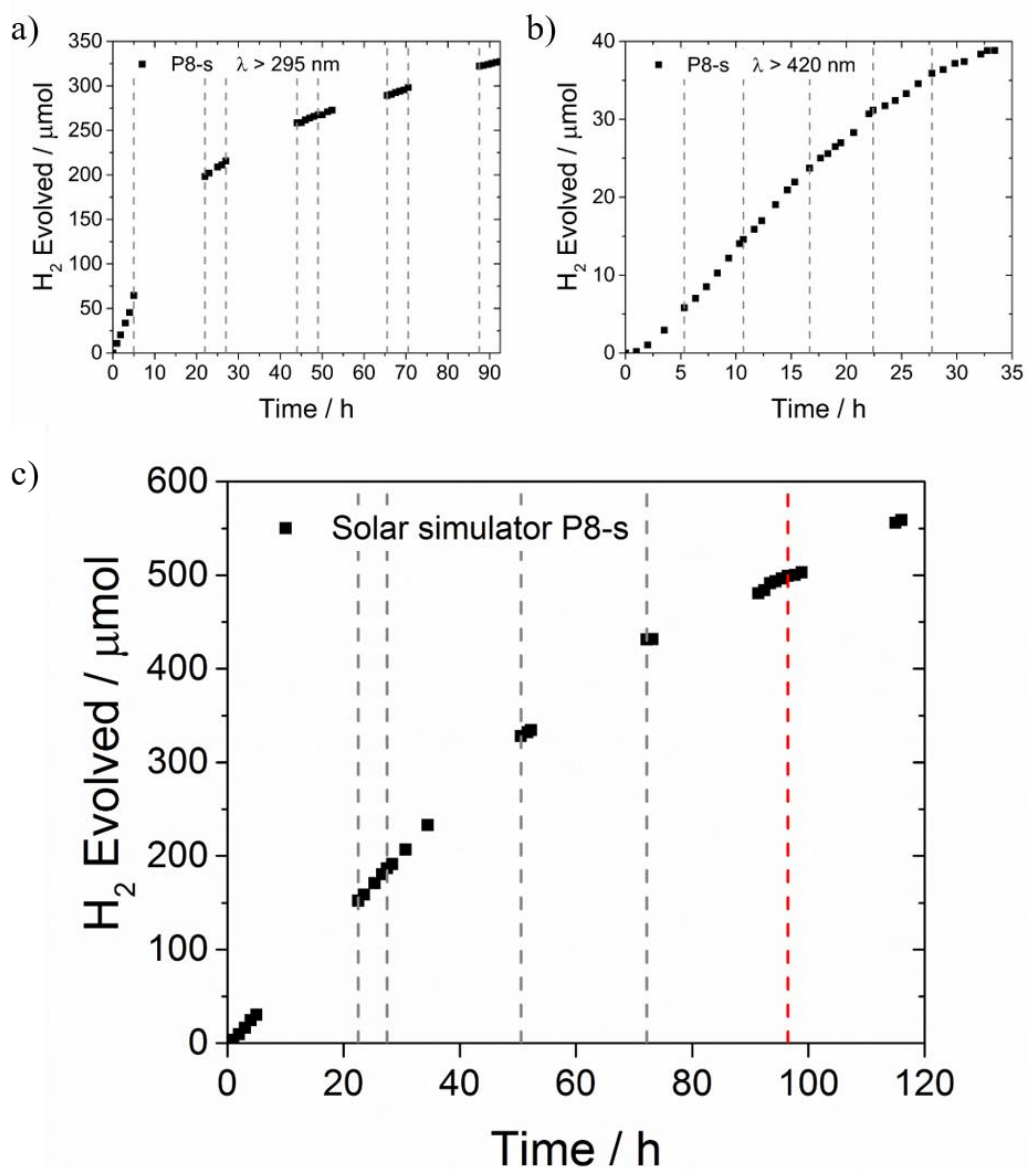 a)
350
300
250
200
150
100
50
0
H₂ Evolved / μmol
P8-s λ > 295 nm
0 10 20 30 40 50 60 70 80 90
Time / h
b)
40
30
20
10
0
H₂ Evolved / μmol
P8-s λ > 420 nm
0 5 10 15 20 25 30 35
Time / h
c)
600
500
400
300
200
100
0
H₂ Evolved / μmol
Solar simulator P8-s
0 20 40 60 80 100 120
Time / h